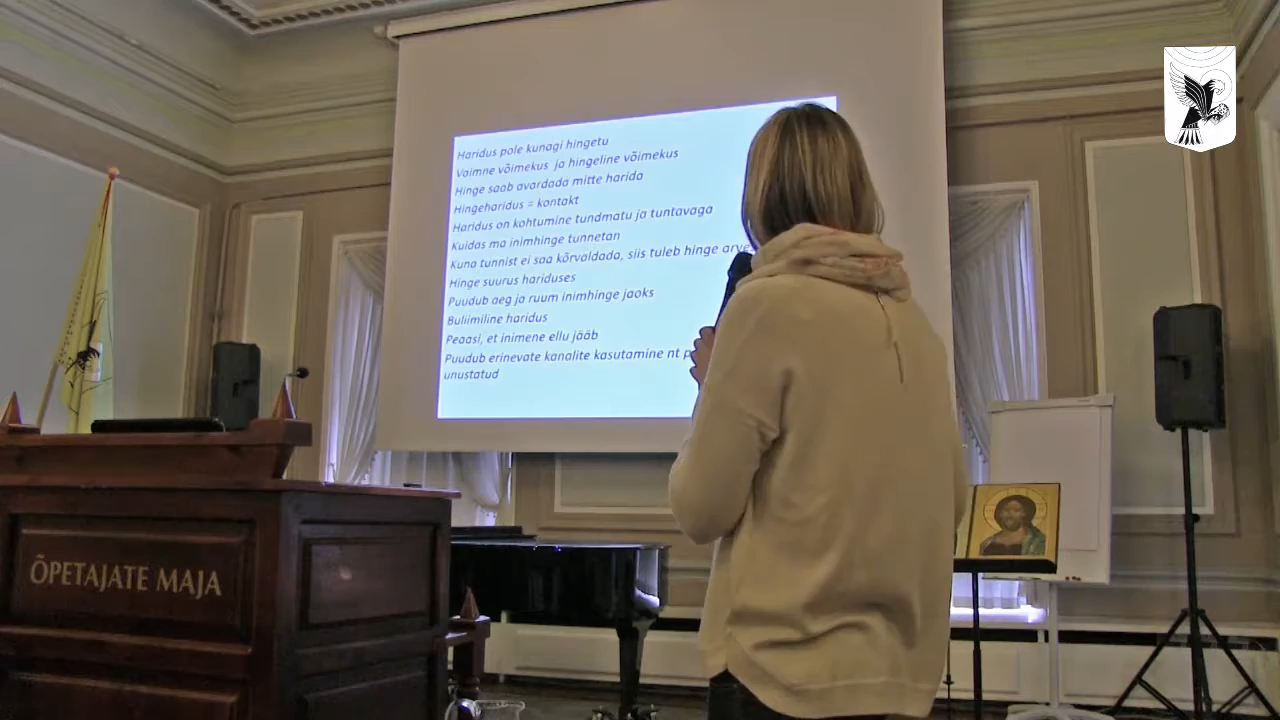 Haridus pole kunagi hingetu
Vaimne võimekus ja hingeline võimekus
Hinge saab avardada mitte harida
Hingeharidus = kontakt
Haridus on kohtumine tundmatu ja tuntavaga
Kuidas ma inimhinge tunnetan
Kuna tunnist ei saa kõrvaldada, siis tuleb hinge arve
Hinge suurus hariduses
Puudub aeg ja ruum inimhinge jaoks
Buliimiline haridus
Peaasi, et inimene ellu jääb
Puudub erinevate kanalite kasutamine nt p
unustatud
ÕPETAJATE MAJA